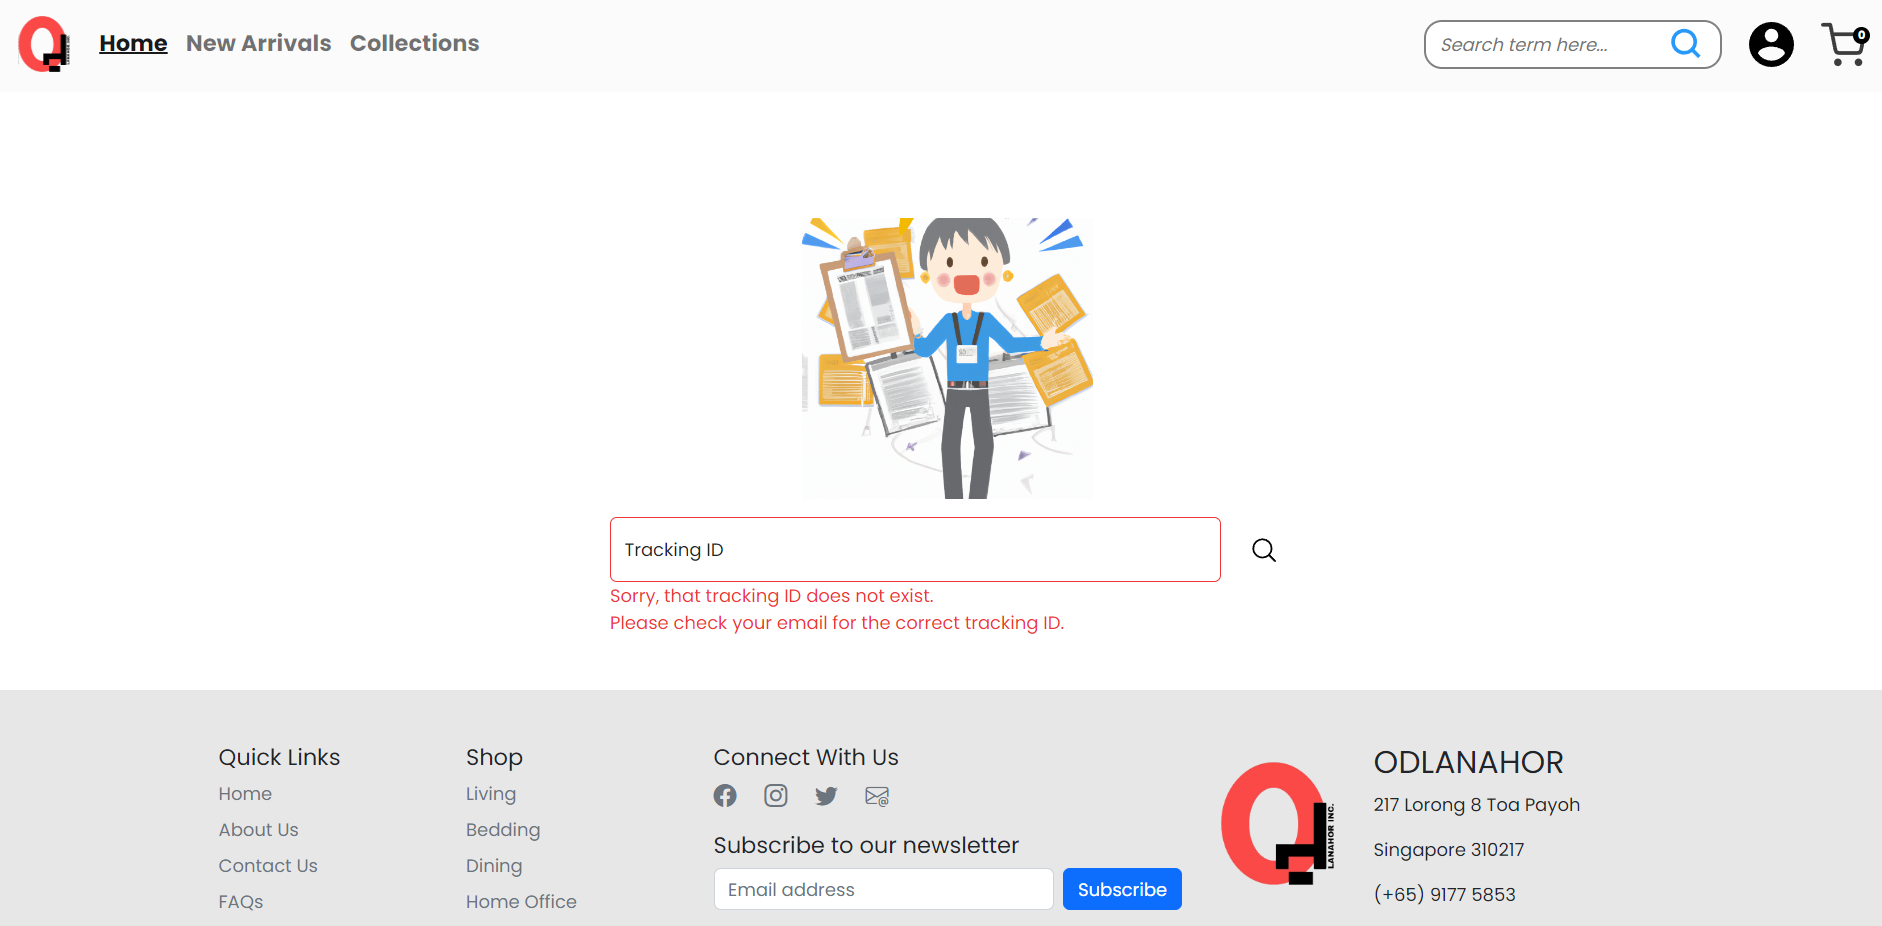 Home New Arrivals Collections
Search term here...
0
Tracking ID
Sorry, that tracking ID does not exist.
Please check your email for the correct tracking ID.
Quick Links
Home
About Us
Contact Us
FAQs
Shop
Living
Bedding
Dining
Home Office
Connect With Us
Subscribe to our newsletter
Email address
Subscribe
LANAHOR INC.
ODLANAHOR
217 Lorong 8 Toa Payoh
Singapore 310217
(+65) 9177 5853